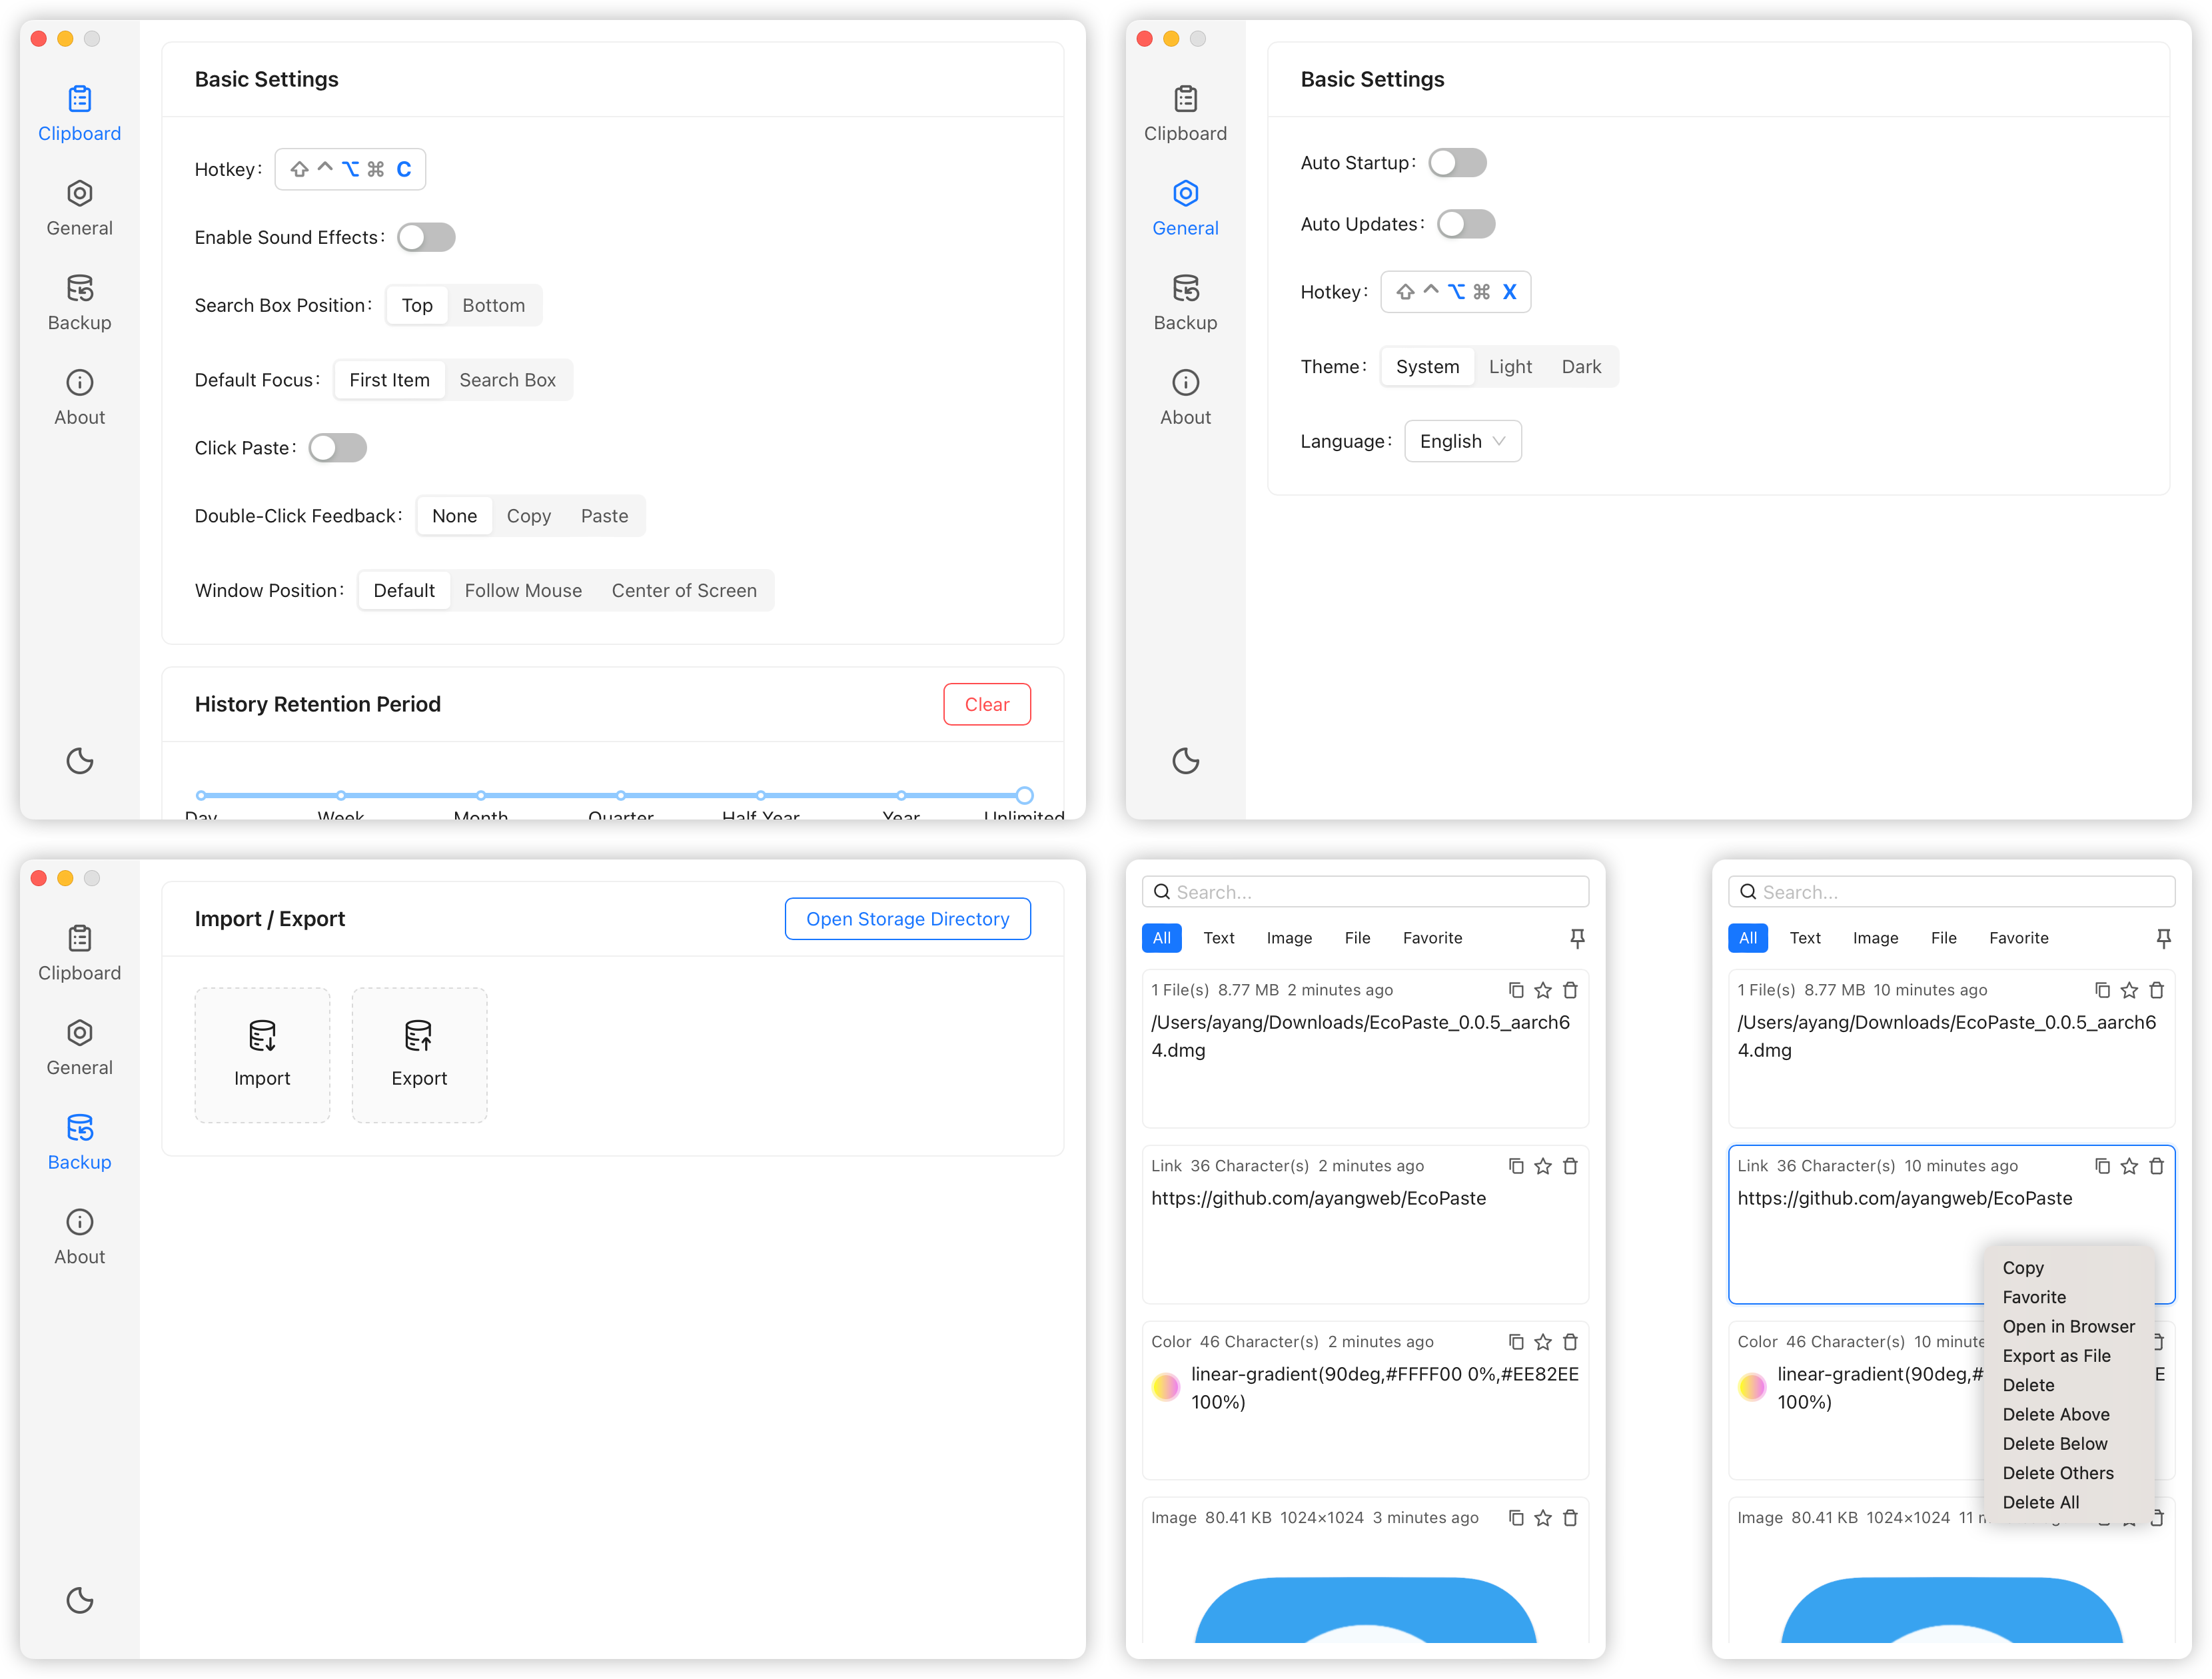 Clipboard
General
Backup
About
Basic Settings
Hotkey: ⇧ ⌃ ⌥ ⌘ C
Enable Sound Effects:
Search Box Position: Top Bottom
Default Focus: First Item Search Box
Click Paste:
Double-Click Feedback: None Copy Paste
Window Position: Default Follow Mouse Center of Screen
History Retention Period Clear
Day Week Month Quarter Half Year Year Unlimited
Clipboard
General
Backup
About
Basic Settings
Auto Startup:
Auto Updates:
Hotkey: ⇧ ⌃ ⌥ ⌘ X
Theme: System Light Dark
Language: English
Clipboard
General
Backup
About
Import / Export Open Storage Directory
Import Export
Search...
All Text Image File Favorite
1 File(s) 8.77 MB 2 minutes ago
/Users/ayang/Downloads/EcoPaste_0.0.5_aarch6
4.dmg
Link 36 Character(s) 2 minutes ago
https://github.com/ayangweb/EcoPaste
Color 46 Character(s) 2 minutes ago
linear-gradient(90deg,#FFFF00 0%,#EE82EE
100%)
Image 80.41 KB 1024×1024 3 minutes ago
Search...
All Text Image File Favorite
1 File(s) 8.77 MB 10 minutes ago
/Users/ayang/Downloads/EcoPaste_0.0.5_aarch6
4.dmg
Link 36 Character(s) 10 minutes ago
https://github.com/ayangweb/EcoPaste
Color 46 Character(s) 10 minute
linear-gradient(90deg,# E
100%)
Image 80.41 KB 1024×1024 11
Copy
Favorite
Open in Browser
Export as File
Delete
Delete Above
Delete Below
Delete Others
Delete All